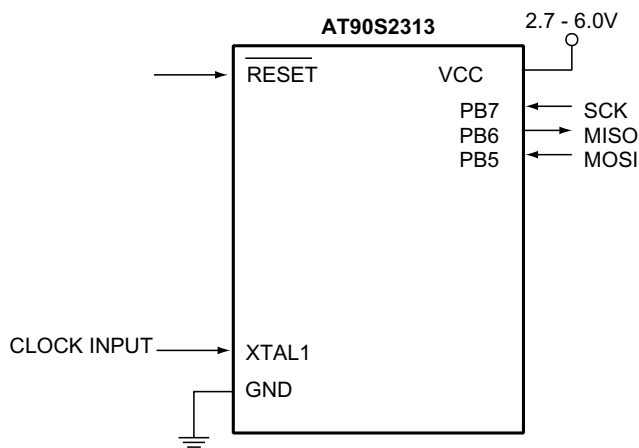 AT90S2313
2.7 - 6.0V
RESET
VCC
PB7
SCK
PB6
MISO
PB5
MOSI
CLOCK INPUT
XTAL1
GND